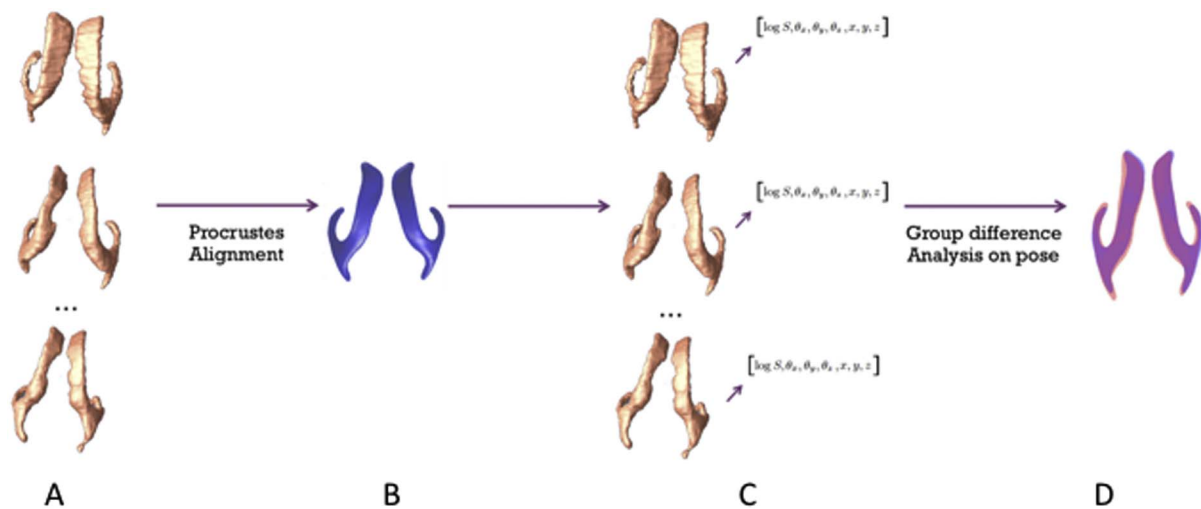 [log S, θx, θy, θz, x, y, z]
[log S, θx, θy, θz, x, y, z]
Procrustes
Alignment
Group difference
Analysis on pose
...
...
[log S, θx, θy, θz, x, y, z]
A
B
C
D